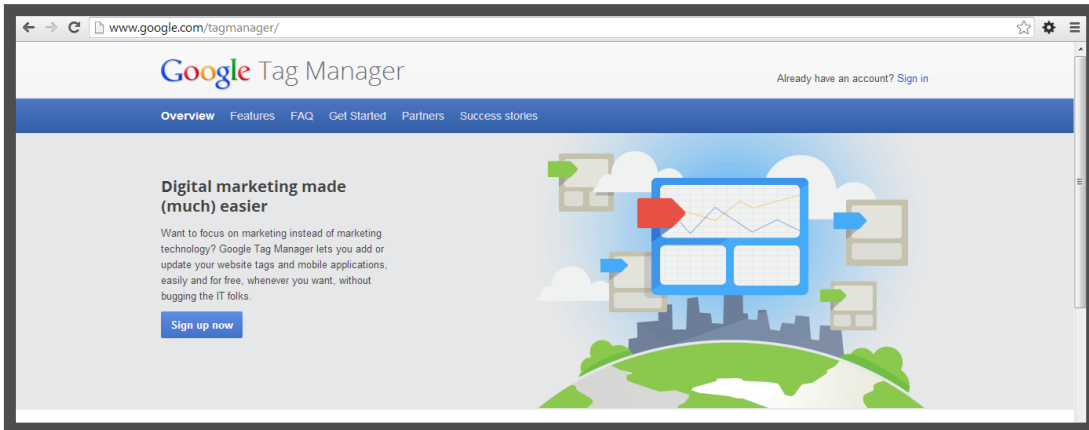 www.google.com/tagmanager/
Google Tag Manager
Already have an account? Sign in
Overview Features FAQ Get Started Partners Success stories
Digital marketing made
(much) easier
Want to focus on marketing instead of marketing
technology? Google Tag Manager lets you add or
update your website tags and mobile applications,
easily and for free, whenever you want, without
bugging the IT folks.
Sign up now